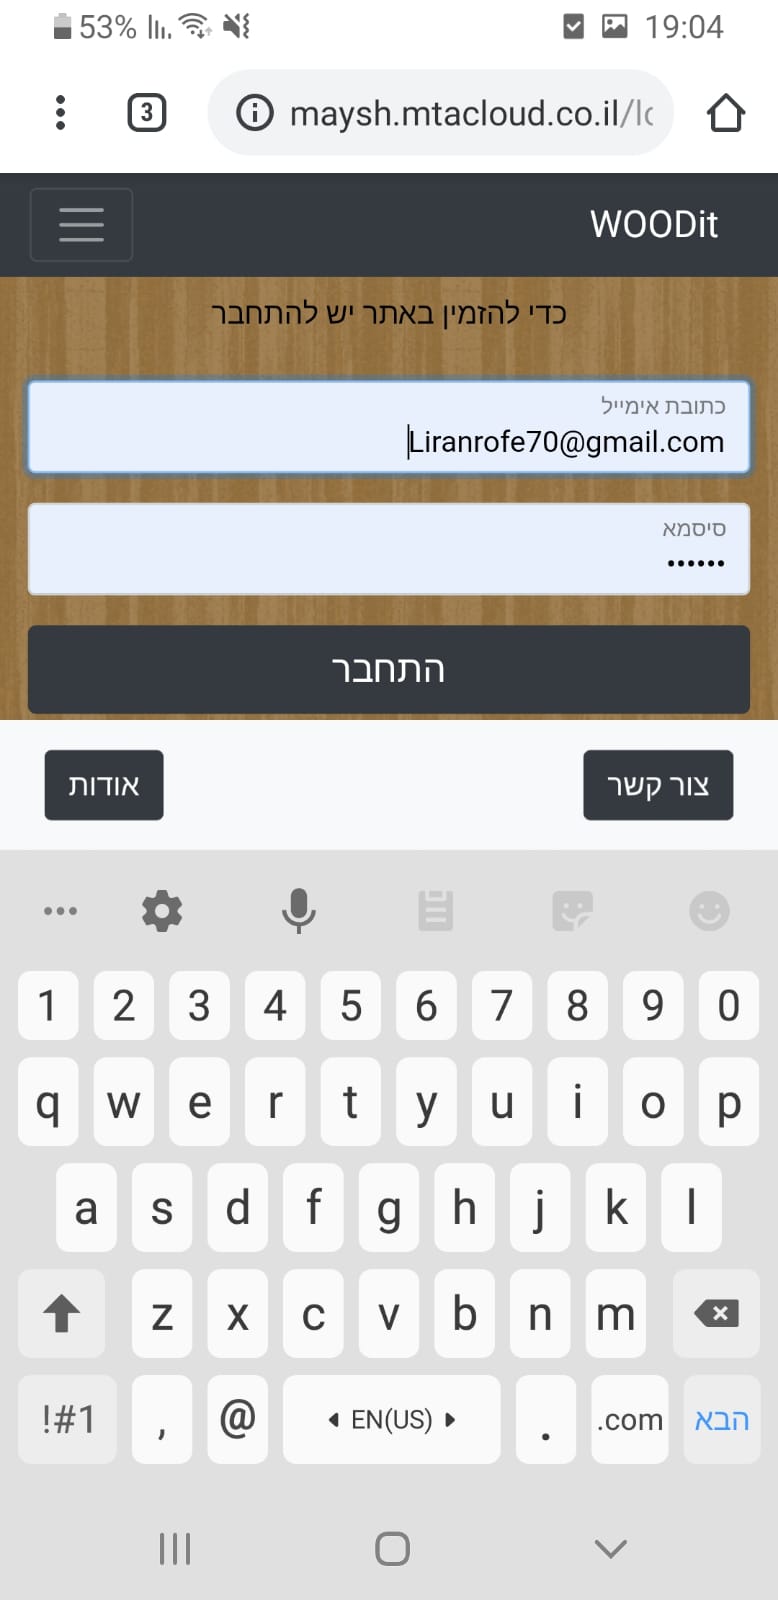 53% 19:04
3 maysh.mtacloud.co.il/lc
WOODit
כדי להזמין באתר יש להתחבר
כתובת אימייל
Liranrofe70@gmail.com
סיסמא
••••••
התחבר
צור קשר אודות
1 2 3 4 5 6 7 8 9 0
q w e r t y u i o p
a s d f g h j k l
z x c v b n m
!#1 , @ EN(US) . .com הבא